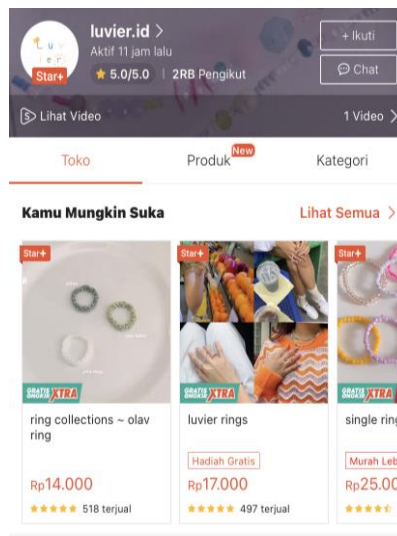 Luv
ier
Star+
luvier.id >
Aktif 11 jam lalu
5.0/5.0 | 2RB Pengikut
+ Ikuti
Chat
Lihat Video
1 Video >
Toko
Produk
New
Kategori
Kamu Mungkin Suka
Lihat Semua >
Star+
GRATIS ONGKIR XTRA
ring collections ~ olav
ring
Rp14.000
518 terjual
Star+
GRATIS ONGKIR XTRA
luvier rings
Hadiah Gratis
Rp17.000
497 terjual
Star+
GRATIS ONGKIR XTRA
single ring
Murah Leb
Rp25.00